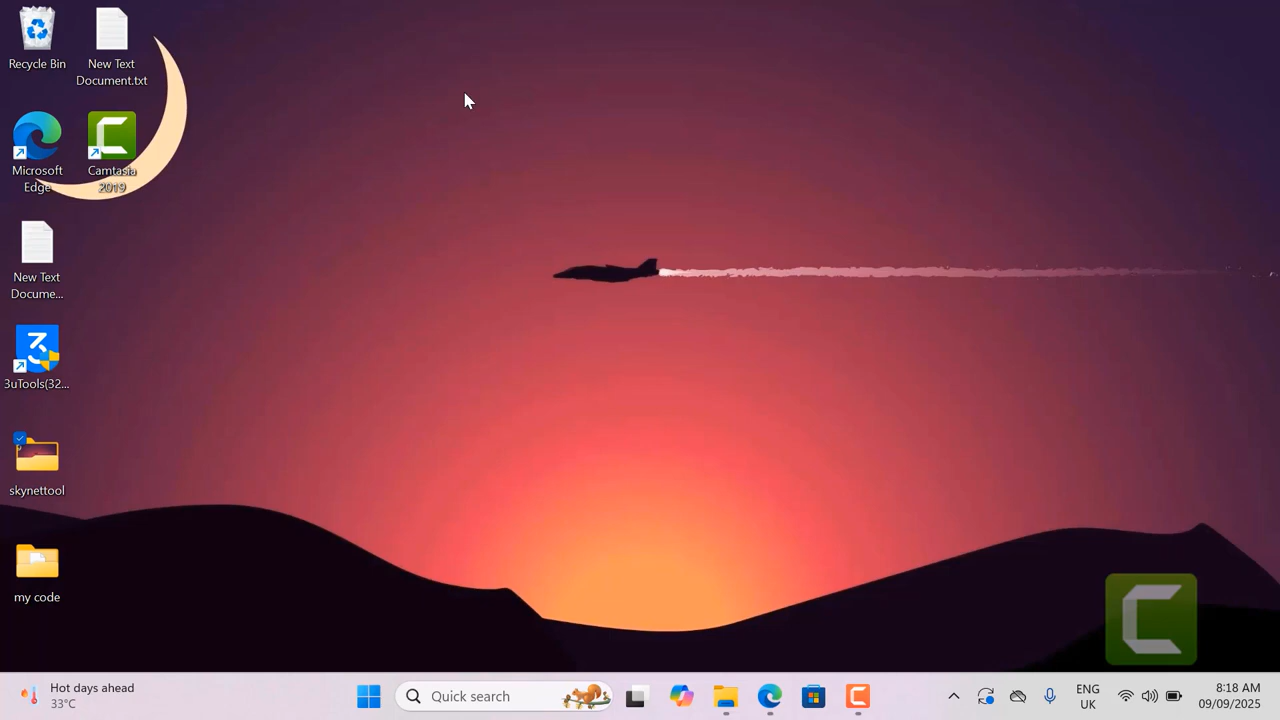 Recycle Bin
New Text
Document.txt
Microsoft
Edge
Camtasia
2019
New Text
Docume...
3uTools(32...
skynettool
my code
Hot days ahead
33°C
Quick search
ENG
UK
8:18 AM
09/09/2025